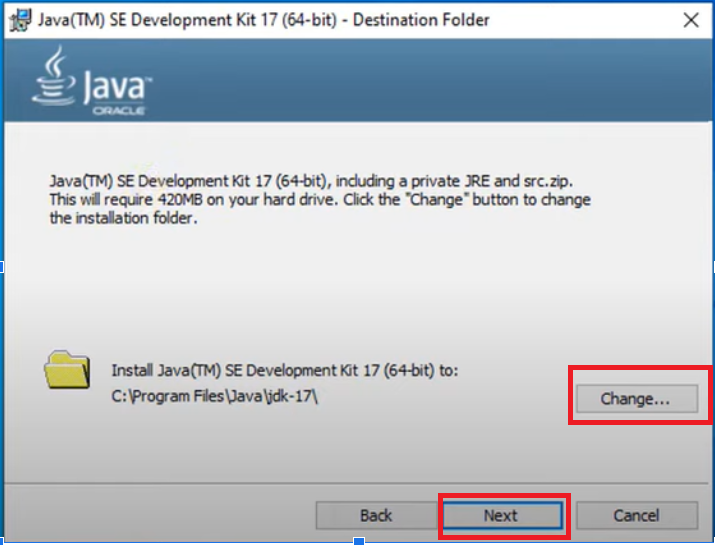 Java(TM) SE Development Kit 17 (64-bit) - Destination Folder
Java™
ORACLE
Java(TM) SE Development Kit 17 (64-bit), including a private JRE and src.zip.
This will require 420MB on your hard drive. Click the "Change" button to change
the installation folder.
Install Java(TM) SE Development Kit 17 (64-bit) to:
C:\Program Files\Java\jdk-17\
Change...
Back
Next
Cancel